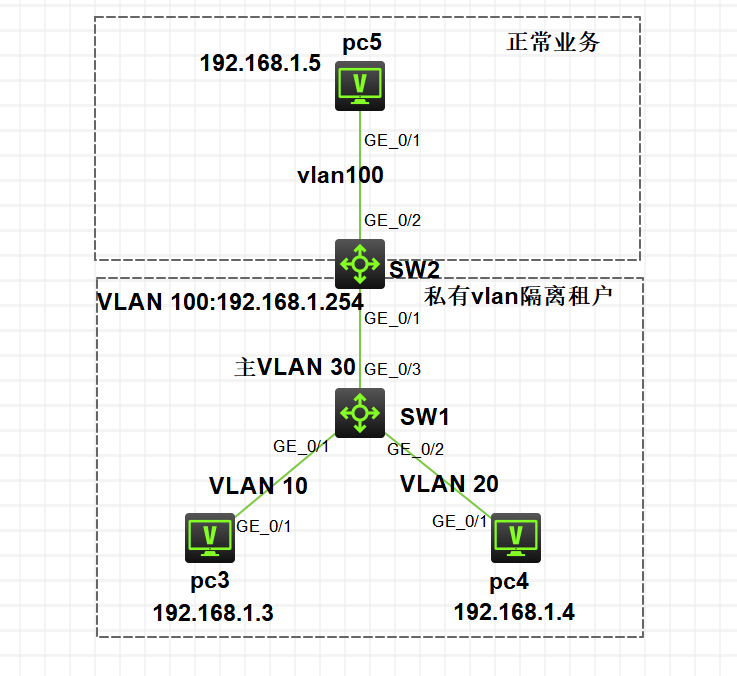 pc5
正常业务
192.168.1.5
V
GE_0/1
vlan100
GE_0/2
SW2
VLAN 100:192.168.1.254
私有vlan隔离租户
GE_0/1
主VLAN 30
GE_0/3
SW1
GE_0/1
GE_0/2
VLAN 10
VLAN 20
V
GE_0/1
GE_0/1
V
pc3
pc4
192.168.1.3
192.168.1.4